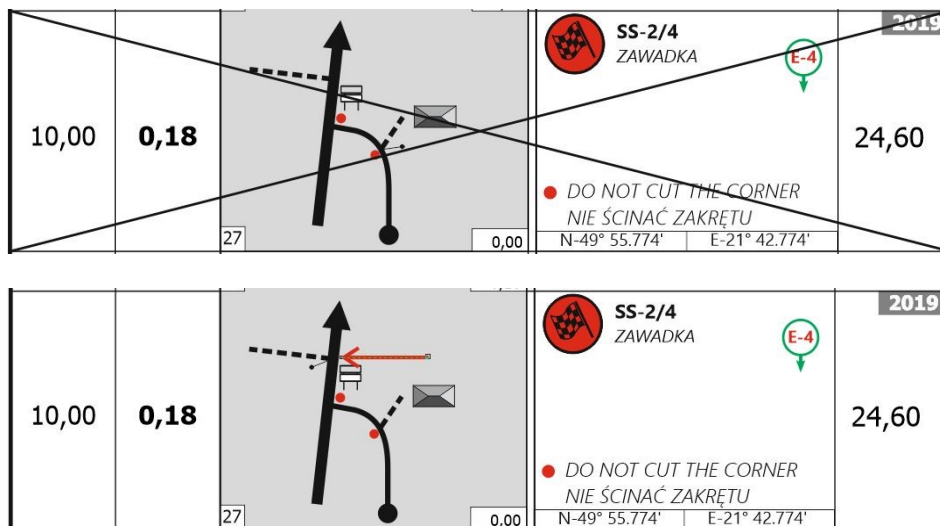 2019
SS-2/4
ZAWADKA
E-4
10,00
0,18
24,60
DO NOT CUT THE CORNER
NIE ŚCINAĆ ZAKRĘTU
27
0,00
N-49° 55.774'
E-21° 42.774'
2019
SS-2/4
ZAWADKA
E-4
10,00
0,18
24,60
DO NOT CUT THE CORNER
NIE ŚCINAĆ ZAKRĘTU
27
0,00
N-49° 55.774'
E-21° 42.774'